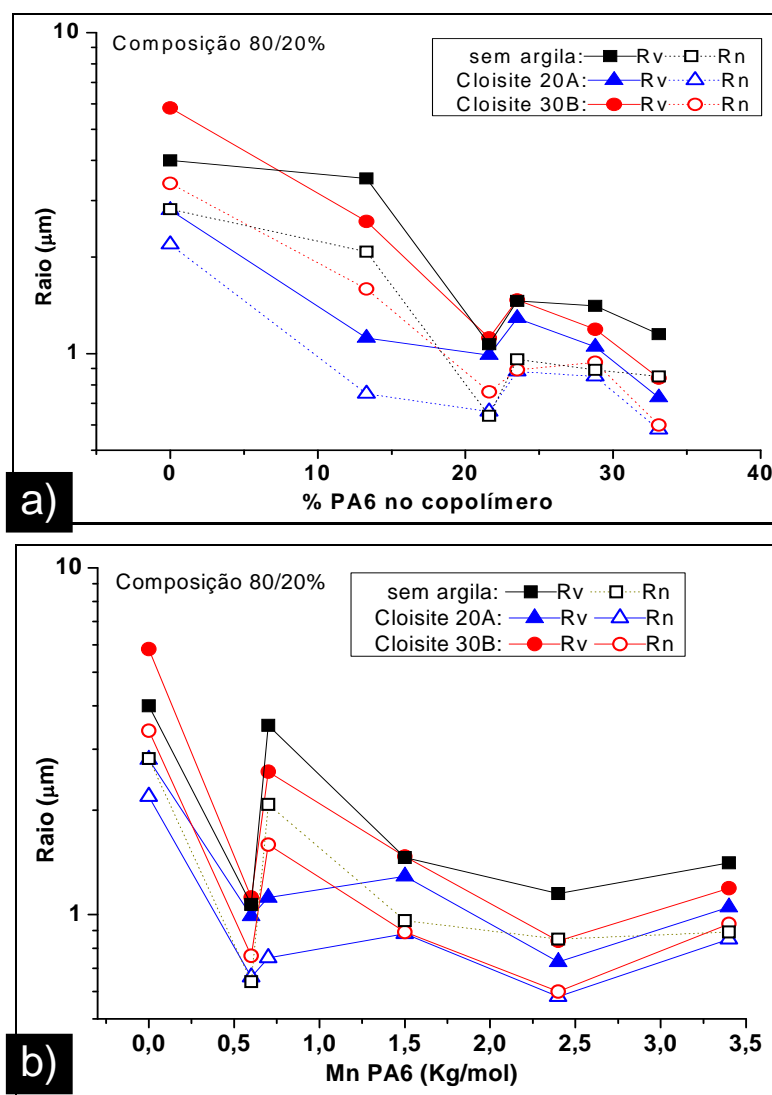 10
Composição 80/20%
sem argila: Rv Rn
Cloisite 20A: Rv Rn
Cloisite 30B: Rv Rn
Raio (μm)
1
0 10 20 30 40
% PA6 no copolímero
a)
10
Composição 80/20%
sem argila: Rv Rn
Cloisite 20A: Rv Rn
Cloisite 30B: Rv Rn
Raio (μm)
1
0,0 0,5 1,0 1,5 2,0 2,5 3,0 3,5
Mn PA6 (Kg/mol)
b)